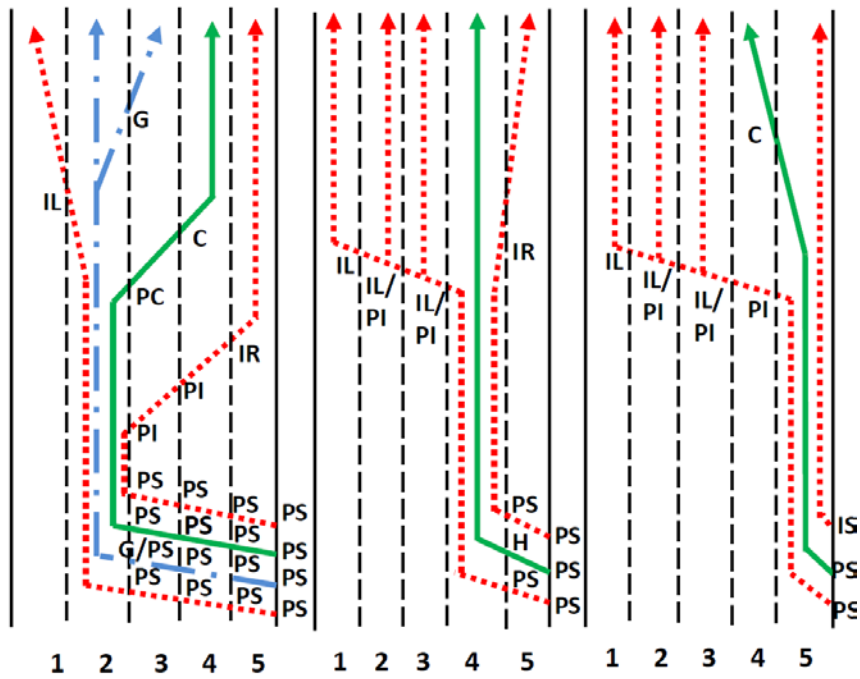 G
IL
C
PC
IR
PI
PI
PS PS PS PS
PS PS PS PS
G/PS PS PS PS
PS PS PS PS
1 2 3 4 5
IR
IL IL/PI IL/PI
PS PS
H PS
PS PS
1 2 3 4 5
C
IL IL/PI IL/PI PI
IS
PS
PS
1 2 3 4 5